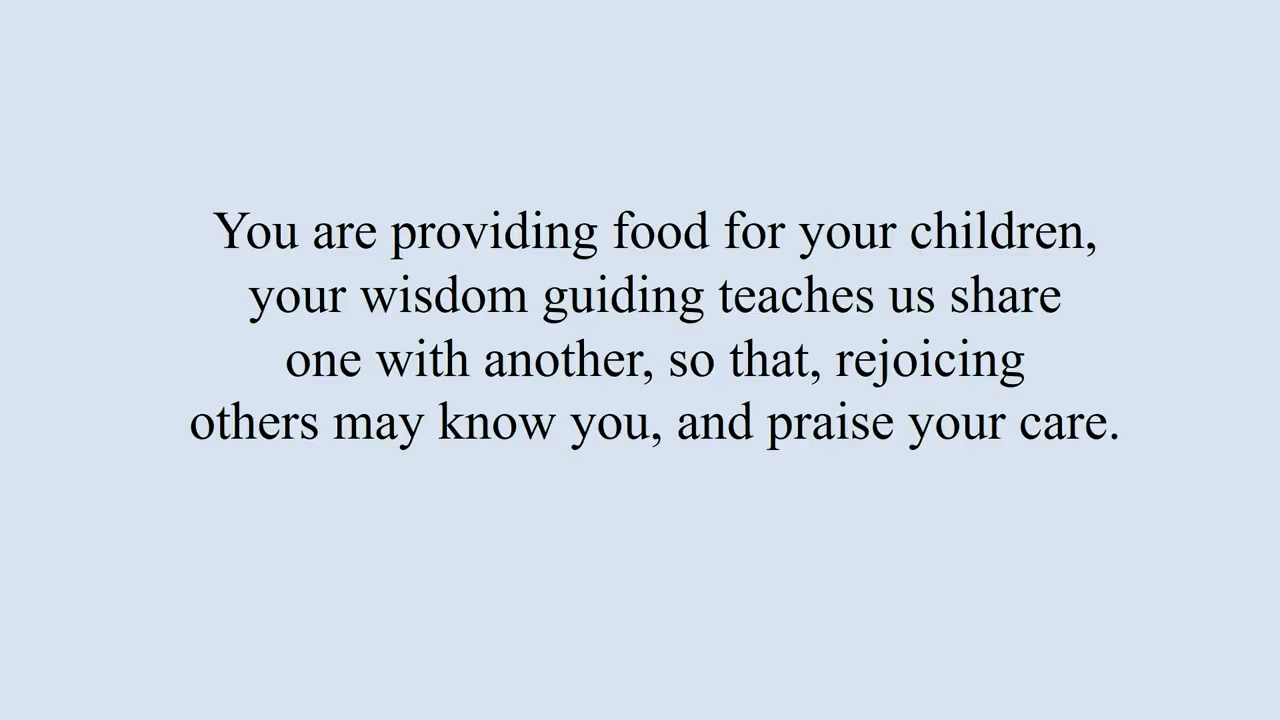 You are providing food for your children,
your wisdom guiding teaches us share
one with another, so that, rejoicing
others may know you, and praise your care.